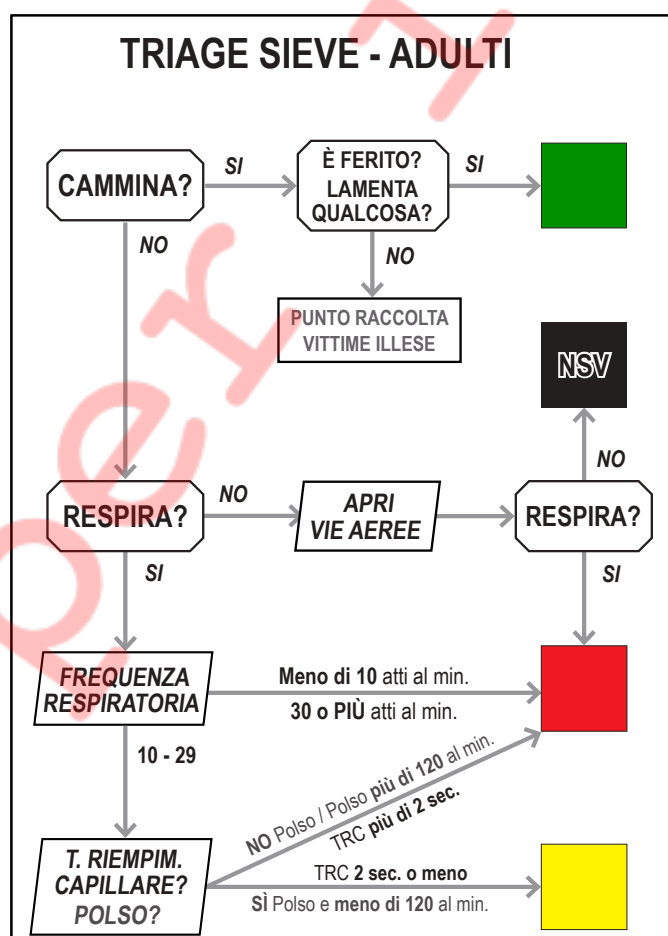 TRIAGE SIEVE - ADULTI
CAMMINA?
SI
È FERITO?
LAMENTA
QUALCOSA?
SI
NO
NO
PUNTO RACCOLTA
VITTIME ILLESE
NSV
NO
RESPIRA?
NO
APRI
VIE AEREE
RESPIRA?
SI
SI
FREQUENZA
RESPIRATORIA
Meno di 10 atti al min.
30 o PIÙ atti al min.
10 - 29
NO Polso / Polso più di 120 al min.
TRC più di 2 sec.
T. RIEMPIM.
CAPILLARE?
POLSO?
TRC 2 sec. o meno
SÌ Polso e meno di 120 al min.
per